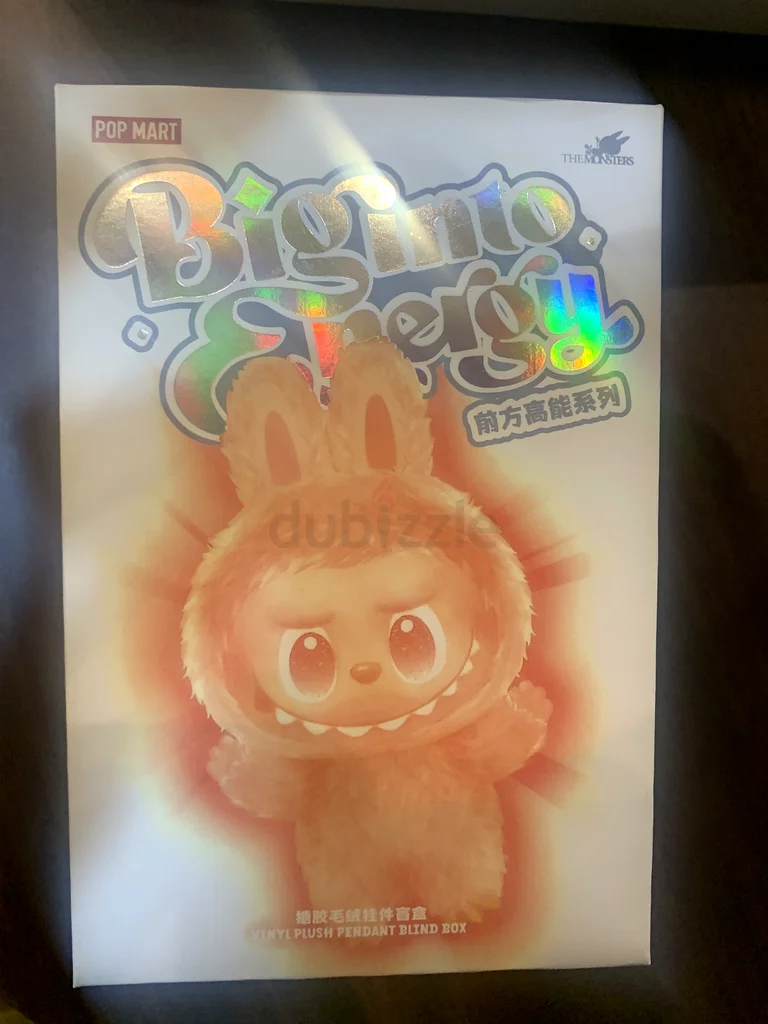 POP MART
THE MONSTERS
Big into
Energy
前方高能系列
dubizzle
搪胶毛绒挂件盲盒
VINYL PLUSH PENDANT BLIND BOX